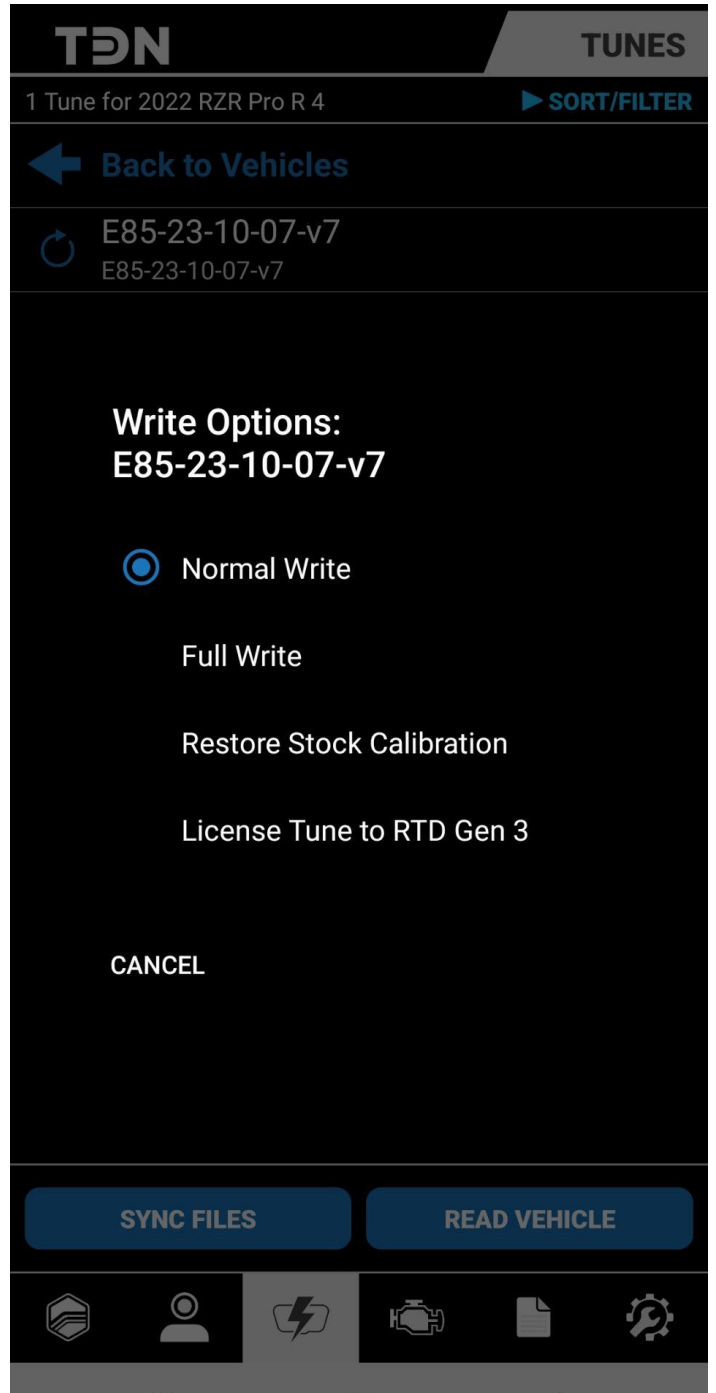 TDN
TUNES
1 Tune for 2022 RZR Pro R 4
SORT/FILTER
Back to Vehicles
E85-23-10-07-v7
E85-23-10-07-v7
Write Options:
E85-23-10-07-v7
Normal Write
Full Write
Restore Stock Calibration
License Tune to RTD Gen 3
CANCEL
SYNC FILES
READ VEHICLE